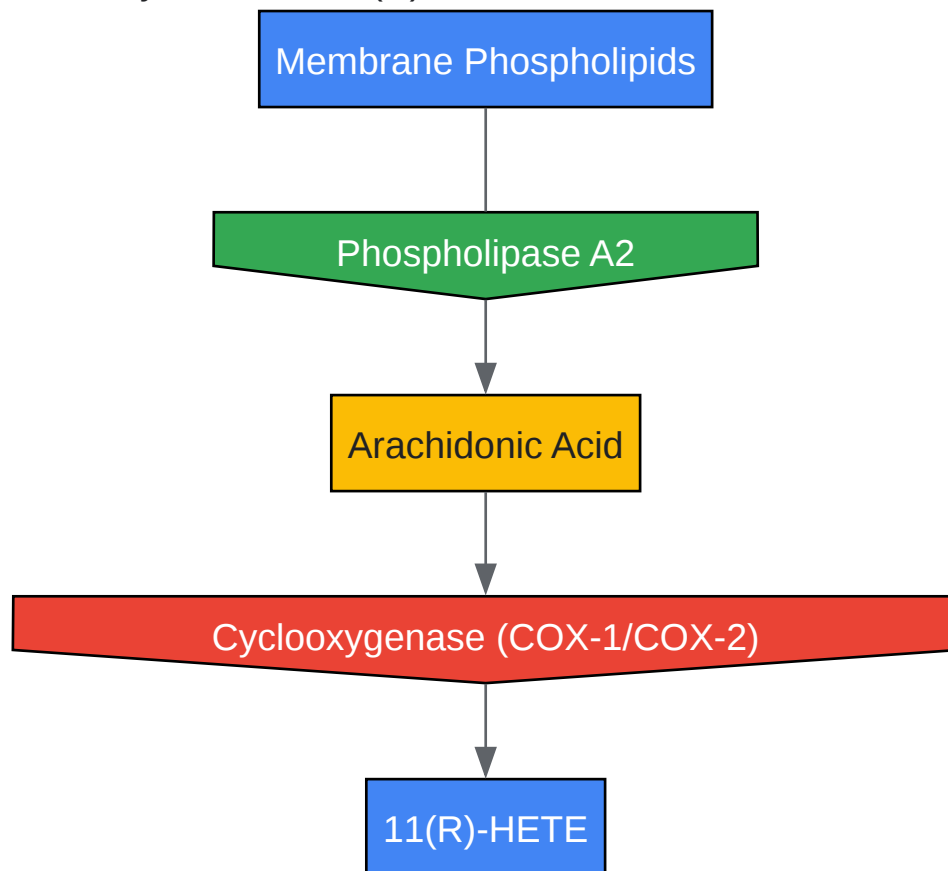 Membrane Phospholipids
Phospholipase A2
Arachidonic Acid
Cyclooxygenase (COX-1/COX-2)
11(R)-HETE